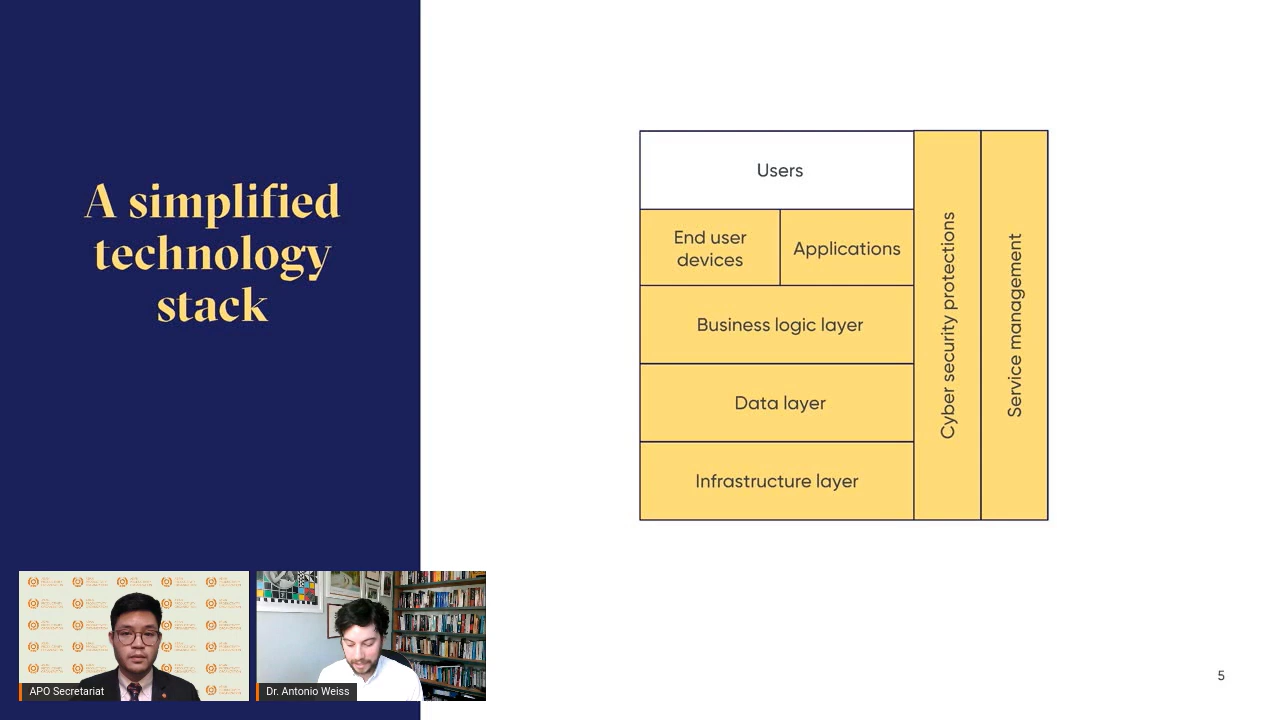 A simplified
technology
stack
Users
End user
devices
Applications
Business logic layer
Data layer
Infrastructure layer
Cyber security protections
Service management
APO Secretariat
Dr. Antonio Weiss
5